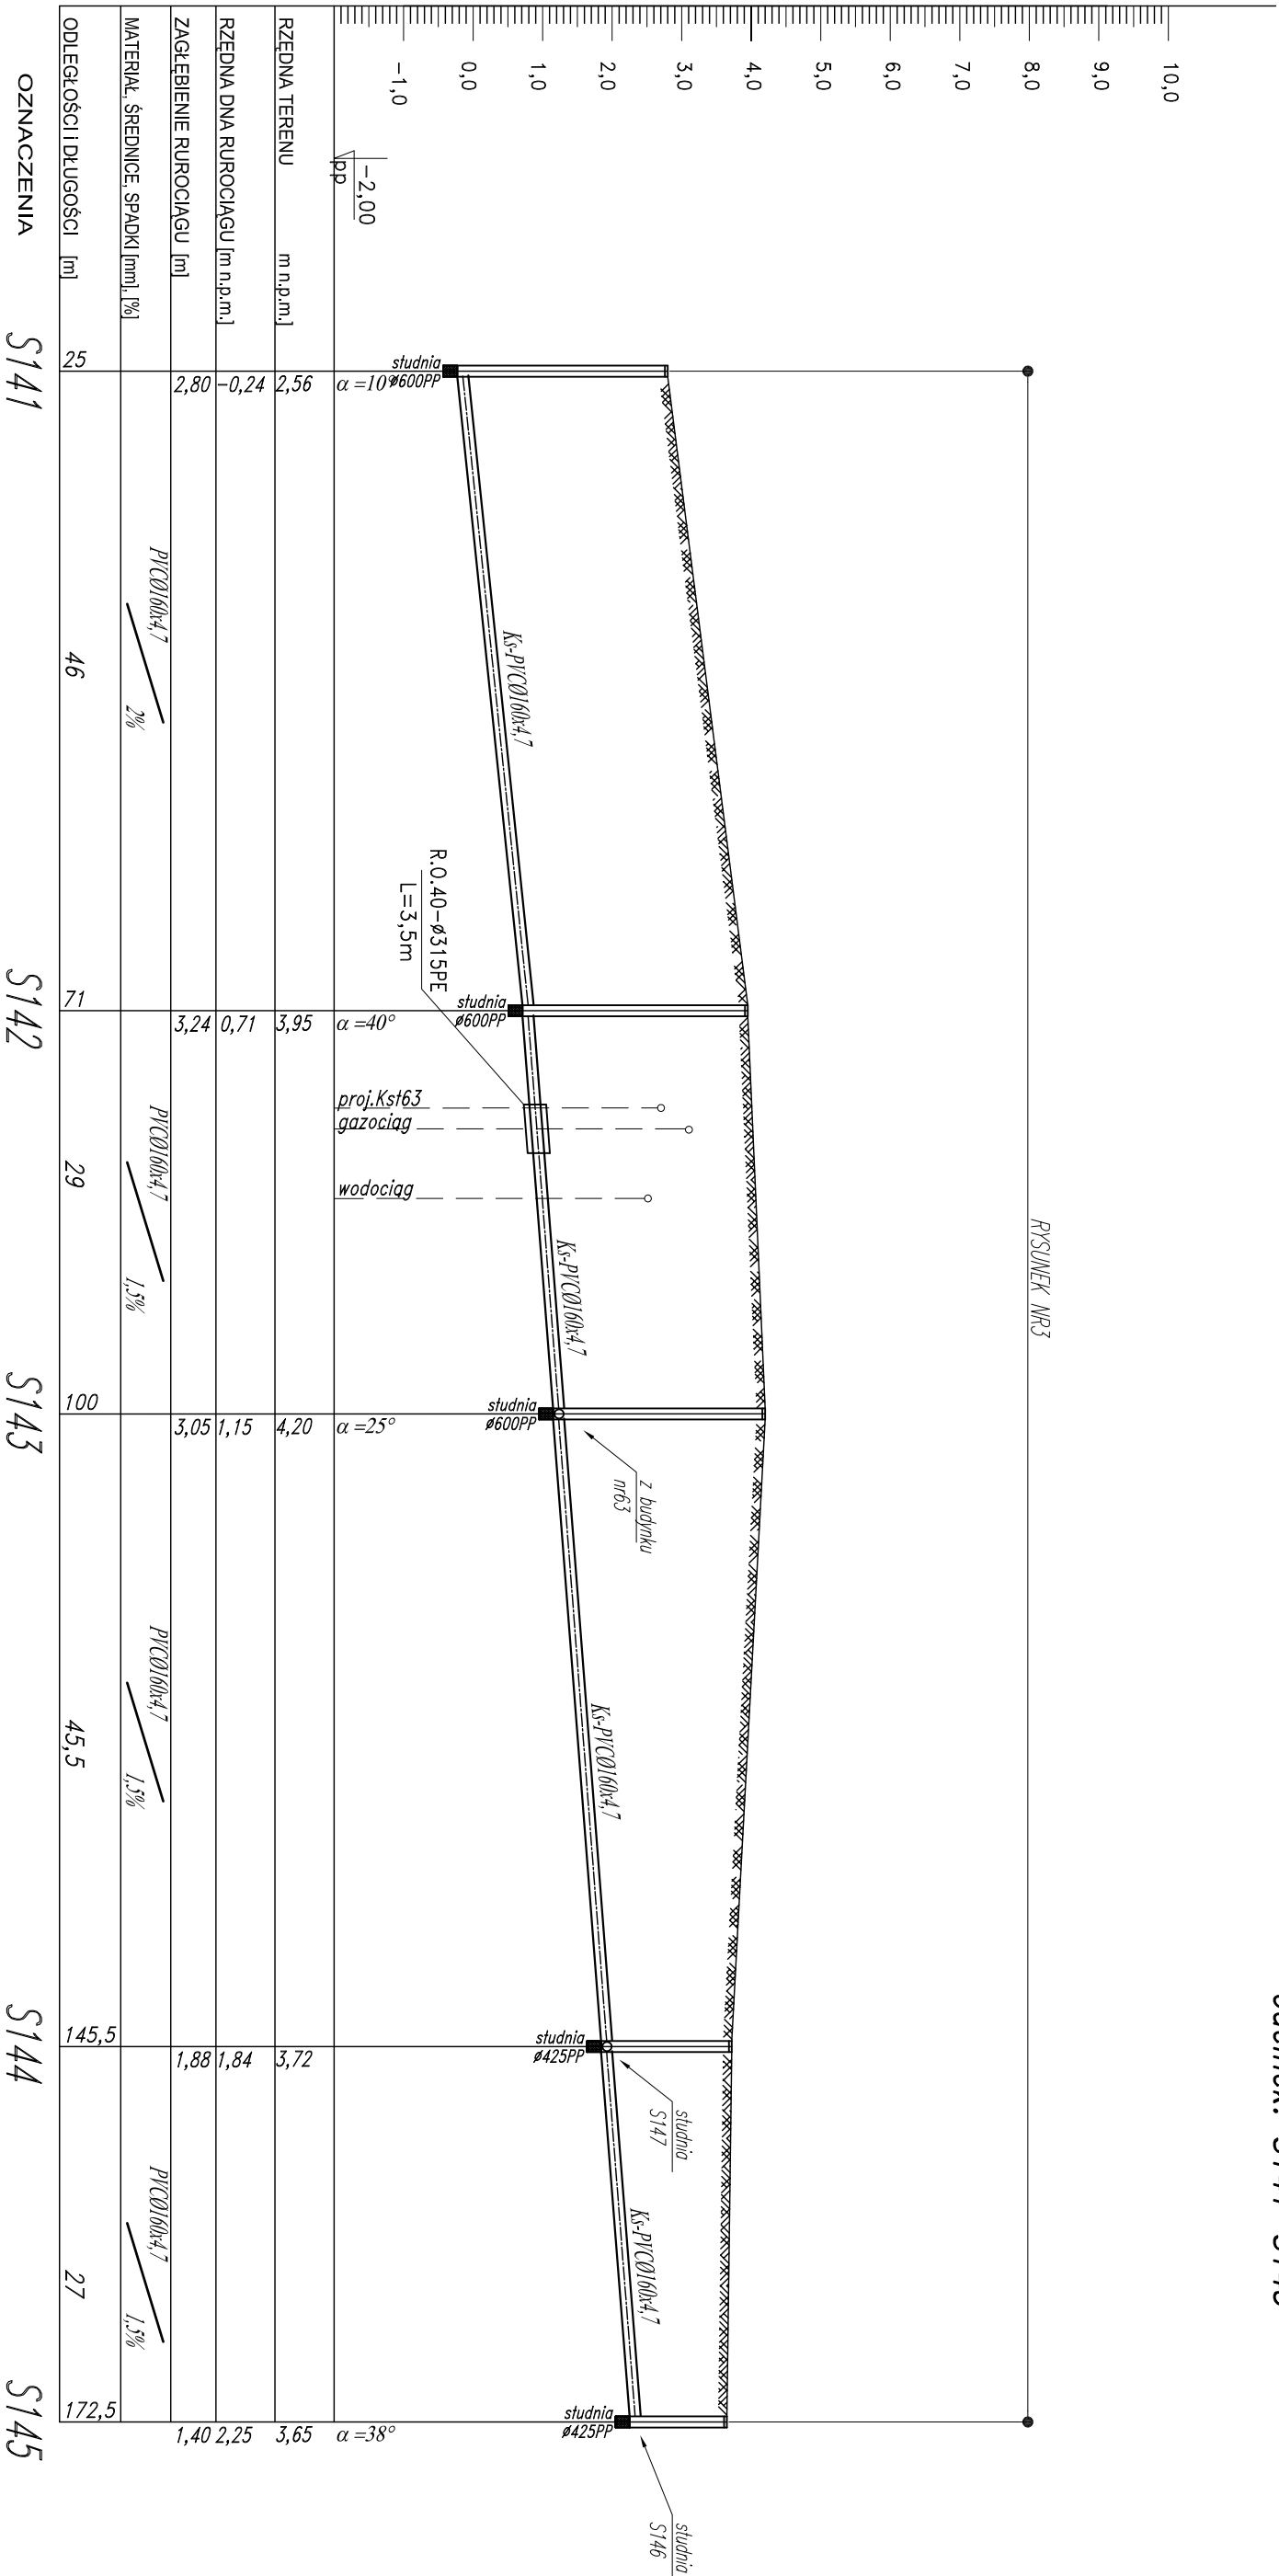 10,0
9,0
8,0
7,0
6,0
5,0
4,0
3,0
2,0
1,0
0,0
-1,0
-2,00
pp
RYSUNEK NR3
studnia
ø600PP
studnia
ø600PP
studnia
ø600PP
studnia
ø425PP
studnia
ø425PP
Ks-PVCØ160x4,7
Ks-PVCØ160x4,7
Ks-PVCØ160x4,7
Ks-PVCØ160x4,7
R.O.40-ø315PE
L=3,5m
z budynku
nr63
studnia
S147
studnia
S146
proj.Kst63
gazociąg
wodociąg
α =10°
α =40°
α =25°
α =38°
RZĘDNA TERENU m n.p.m.]
2,56 3,95 4,20 3,72 3,65
RZĘDNA DNA RUROCIĄGU [m n.p.m.]
-0,24 0,71 1,15 1,84 2,25
ZAGŁĘBIENIE RUROCIĄGU [m]
2,80 3,24 3,05 1,88 1,40
MATERIAŁ, ŚREDNICE, SPADKI [mm], [%]
PVCØ160x4,7 2%
PVCØ160x4,7 1,5%
PVCØ160x4,7 1,5%
PVCØ160x4,7 1,5%
ODLEGŁOŚCI i DŁUGOŚCI [m]
25 46 71 29 100 45,5 145,5 27 172,5
OZNACZENIA S141 S142 S143 S144 S145